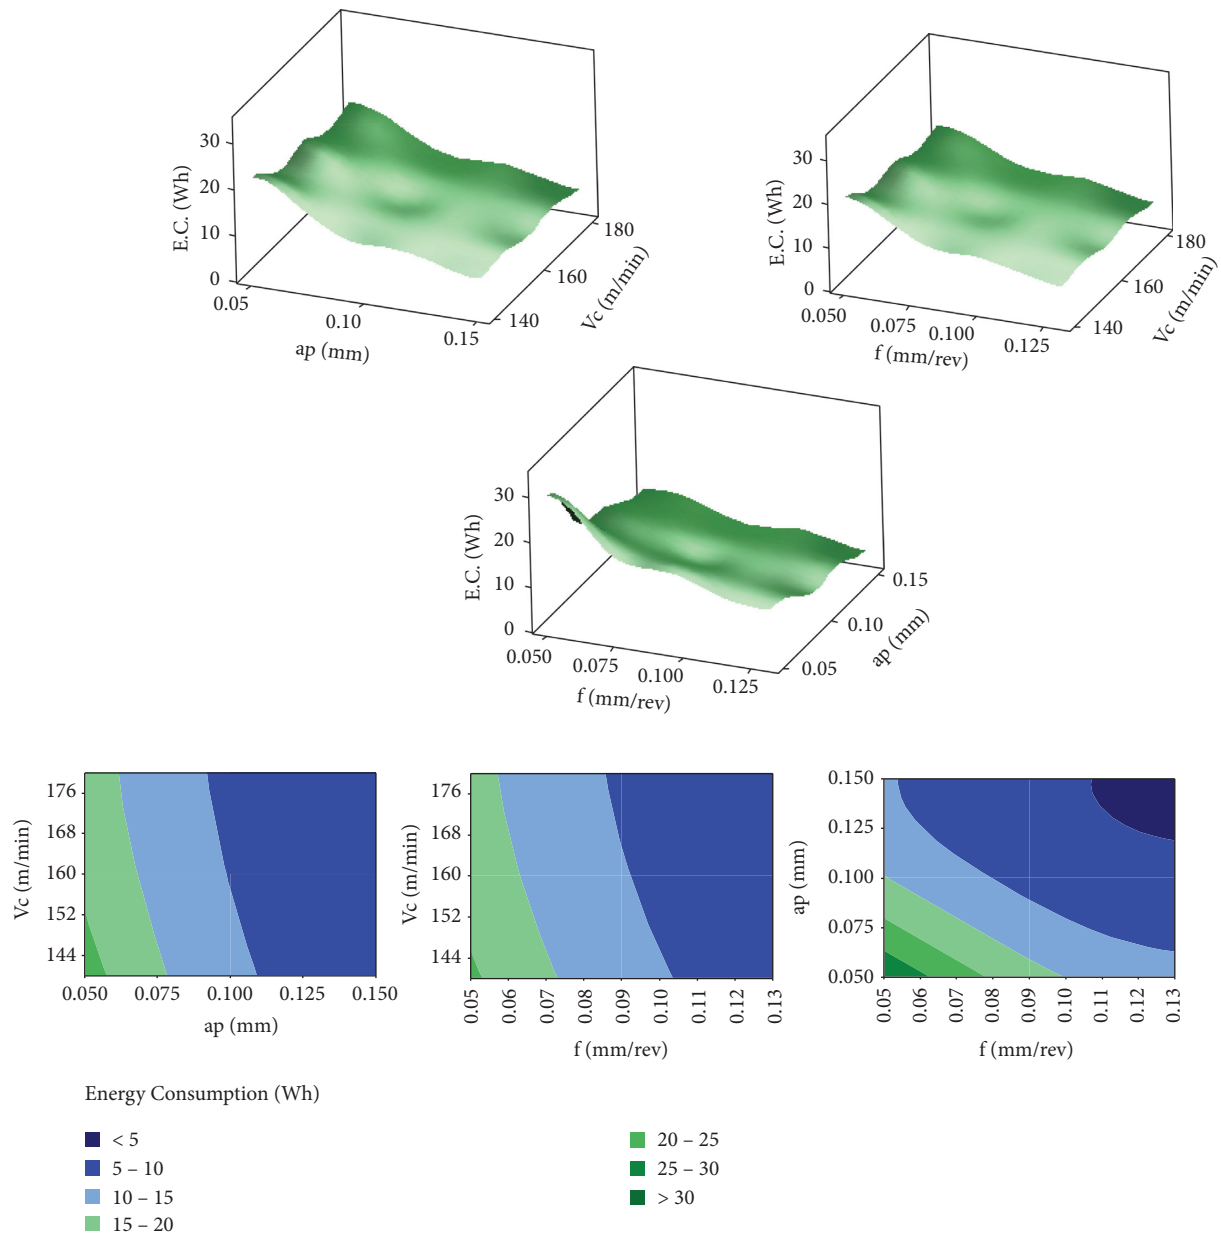 30
20
10
0
E.C. (Wh)
0.05
0.10
0.15
ap (mm)
140
160
180
Vc (m/min)
30
20
10
0
E.C. (Wh)
0.050
0.075
0.100
0.125
f (mm/rev)
140
160
180
Vc (m/min)
30
20
10
0
E.C. (Wh)
0.050
0.075
0.100
0.125
f (mm/rev)
0.05
0.10
0.15
ap (mm)
176
168
160
152
144
Vc (m/min)
0.050 0.075 0.100 0.125 0.150
ap (mm)
176
168
160
152
144
Vc (m/min)
0.05 0.06 0.07 0.08 0.09 0.10 0.11 0.12 0.13
f (mm/rev)
0.150
0.125
0.100
0.075
0.050
ap (mm)
0.05 0.06 0.07 0.08 0.09 0.10 0.11 0.12 0.13
f (mm/rev)
Energy Consumption (Wh)
< 5
5 – 10
10 – 15
15 – 20
20 – 25
25 – 30
> 30